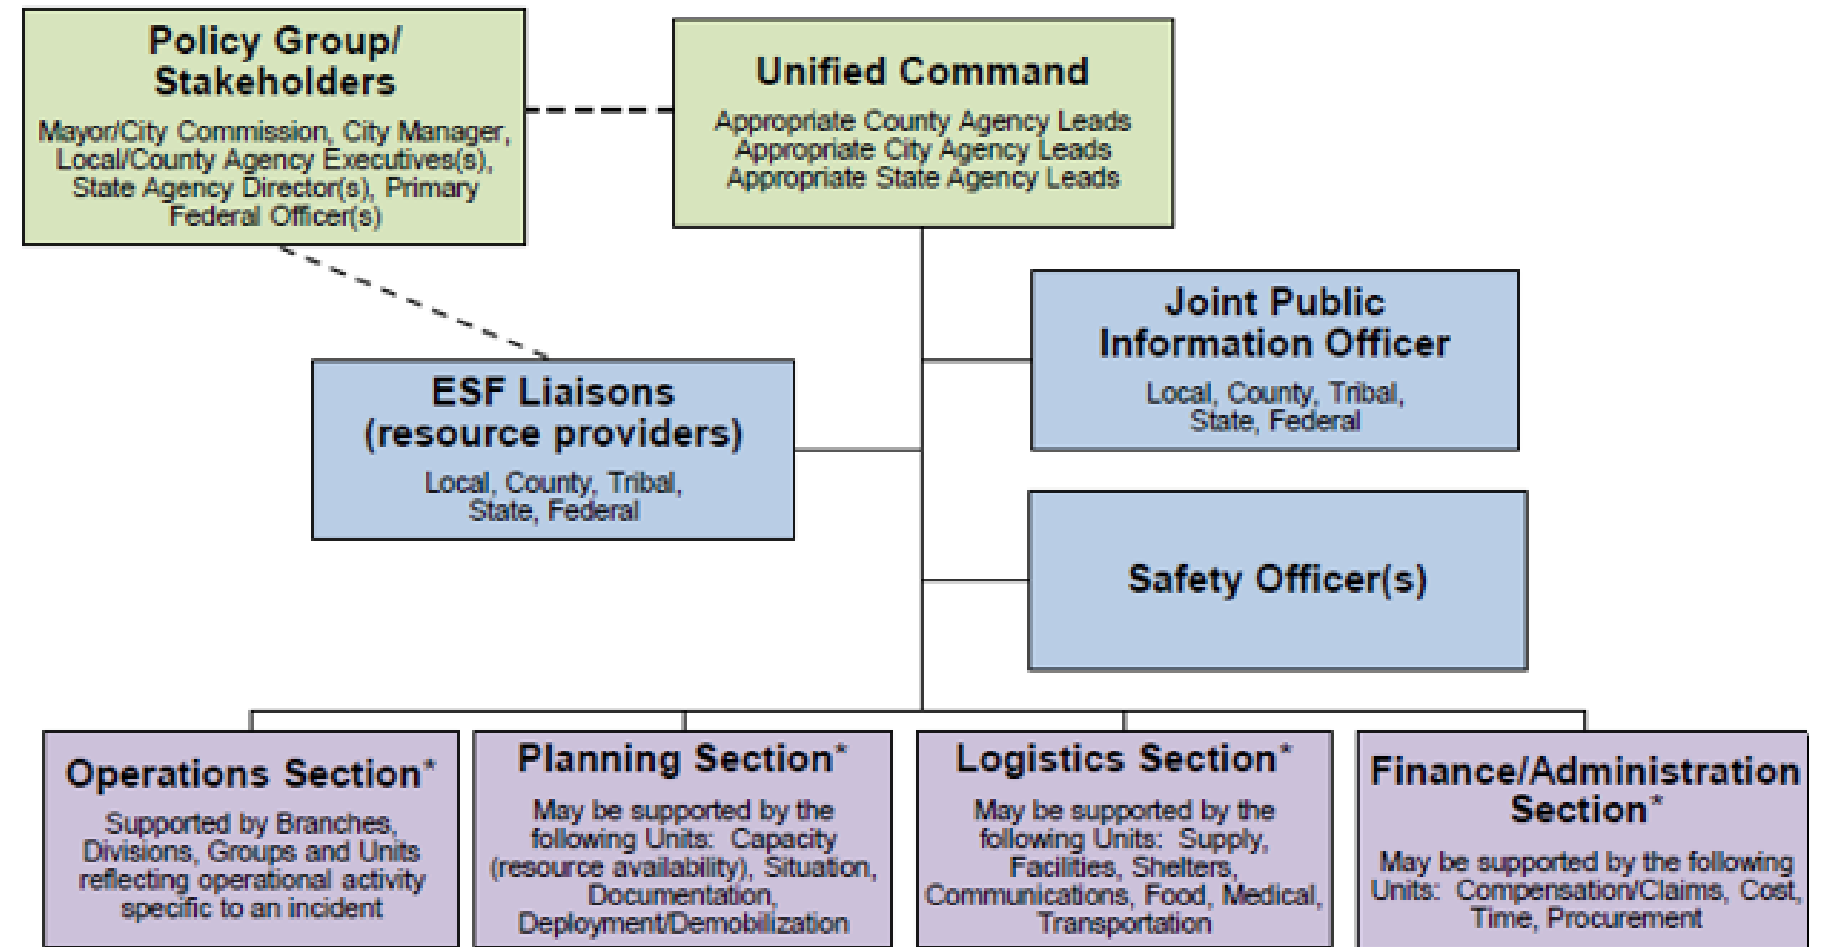 Policy Group/
Stakeholders
Mayor/City Commission, City Manager,
Local/County Agency Executives(s),
State Agency Director(s), Primary
Federal Officer(s)
Unified Command
Appropriate County Agency Leads
Appropriate City Agency Leads
Appropriate State Agency Leads
Joint Public
Information Officer
Local, County, Tribal,
State, Federal
ESF Liaisons
(resource providers)
Local, County, Tribal,
State, Federal
Safety Officer(s)
Operations Section*
Supported by Branches,
Divisions, Groups and Units
reflecting operational activity
specific to an incident
Planning Section*
May be supported by the
following Units: Capacity
(resource availability), Situation,
Documentation,
Deployment/Demobilization
Logistics Section*
May be supported by the
following Units: Supply,
Facilities, Shelters,
Communications, Food, Medical,
Transportation
Finance/Administration
Section*
May be supported by the following
Units: Compensation/Claims, Cost,
Time, Procurement